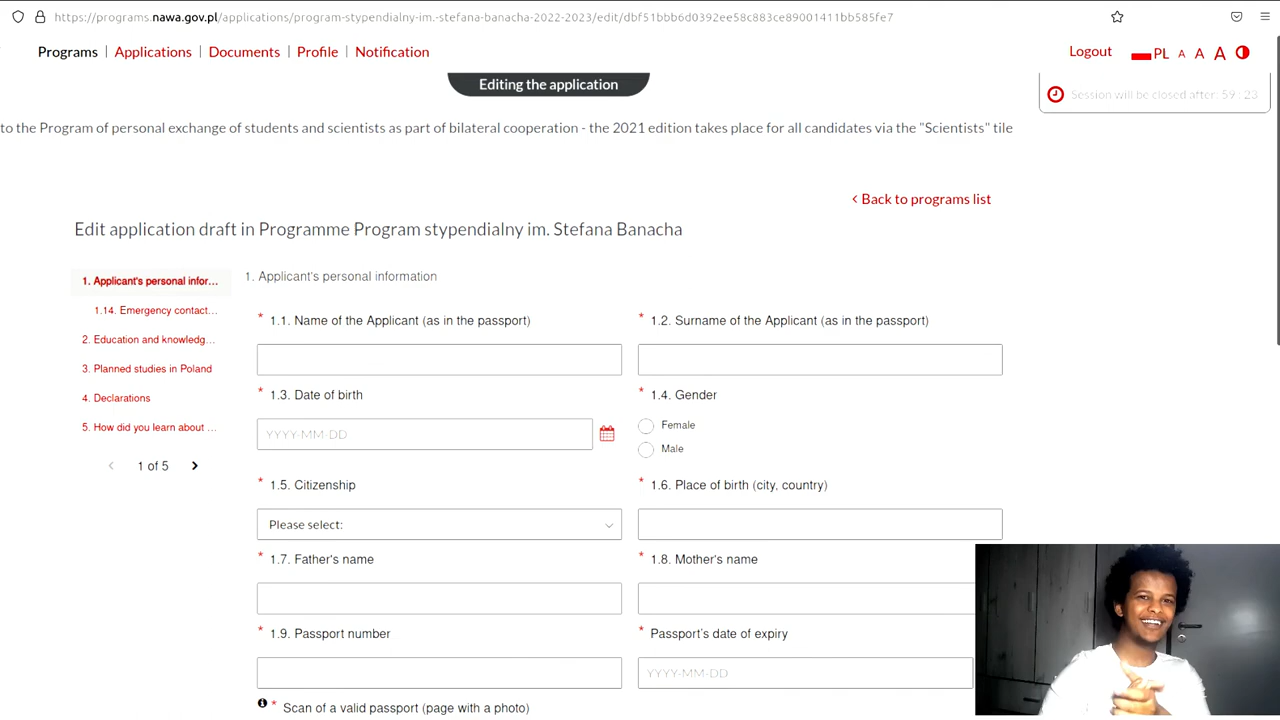 https://programs.nawa.gov.pl/applications/program-stypendialny-im.-stefana-banacha-2022-2023/edit/dbf51bbb6d0392ee58c883ce89001411bb585fe7
Programs | Applications | Documents | Profile | Notification
Logout PL A A A
Editing the application
Session will be closed after: 59 : 23
to the Program of personal exchange of students and scientists as part of bilateral cooperation - the 2021 edition takes place for all candidates via the "Scientists" tile
< Back to programs list
Edit application draft in Programme Program stypendialny im. Stefana Banacha
1. Applicant's personal infor...
1.14. Emergency contact...
2. Education and knowledg...
3. Planned studies in Poland
4. Declarations
5. How did you learn about ...
< 1 of 5 >
1. Applicant's personal information
* 1.1. Name of the Applicant (as in the passport)
* 1.2. Surname of the Applicant (as in the passport)
* 1.3. Date of birth
YYYY-MM-DD
* 1.4. Gender
Female
Male
* 1.5. Citizenship
Please select:
* 1.6. Place of birth (city, country)
* 1.7. Father's name
* 1.8. Mother's name
* 1.9. Passport number
* Passport's date of expiry
YYYY-MM-DD
* Scan of a valid passport (page with a photo)